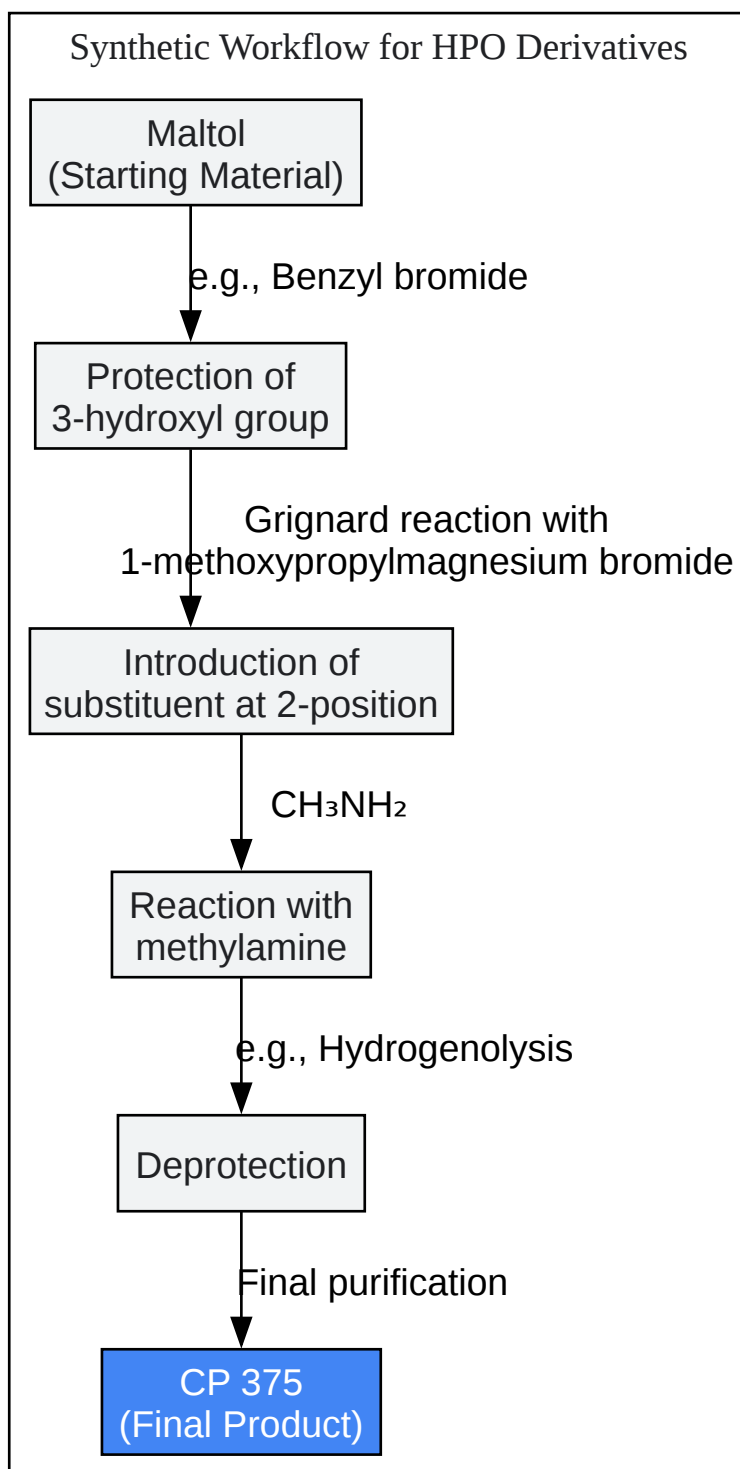 Synthetic Workflow for HPO Derivatives
Maltol
(Starting Material)
e.g., Benzyl bromide
Protection of
3-hydroxyl group
Grignard reaction with
1-methoxypropylmagnesium bromide
Introduction of
substituent at 2-position
CH₃NH₂
Reaction with
methylamine
e.g., Hydrogenolysis
Deprotection
Final purification
CP 375
(Final Product)